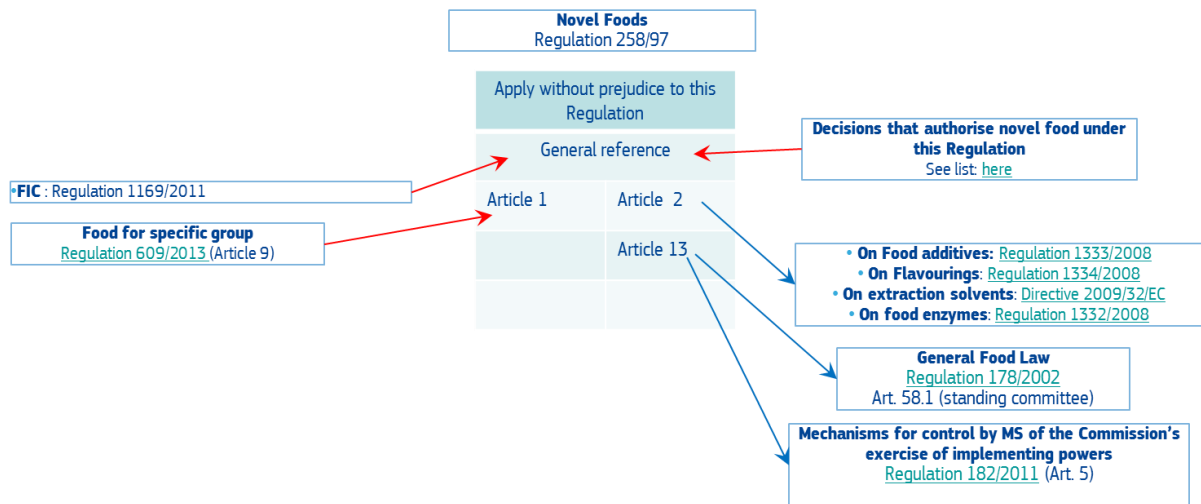 Novel Foods
Regulation 258/97
Apply without prejudice to this
Regulation
General reference
Decisions that authorise novel food under
this Regulation
See list: here
•FIC : Regulation 1169/2011
Article 1
Article 2
Food for specific group
Regulation 609/2013 (Article 9)
Article 13
• On Food additives: Regulation 1333/2008
• On Flavourings: Regulation 1334/2008
• On extraction solvents: Directive 2009/32/EC
• On food enzymes: Regulation 1332/2008
General Food Law
Regulation 178/2002
Art. 58.1 (standing committee)
Mechanisms for control by MS of the Commission's
exercise of implementing powers
Regulation 182/2011 (Art. 5)